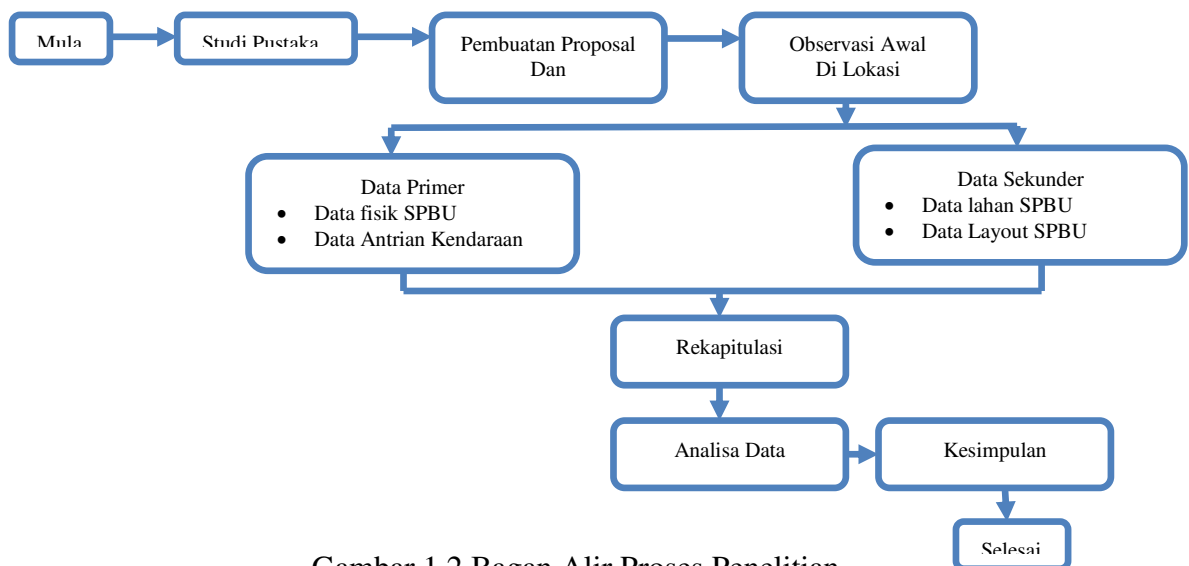 Mula
Studi Pustaka
Pembuatan Proposal
Dan
Observasi Awal
Di Lokasi
Data Primer
• Data fisik SPBU
• Data Antrian Kendaraan
Data Sekunder
• Data lahan SPBU
• Data Layout SPBU
Rekapitulasi
Analisa Data
Kesimpulan
Selesai
Gambar 1.2 Bagan Alir Proses Penelitian